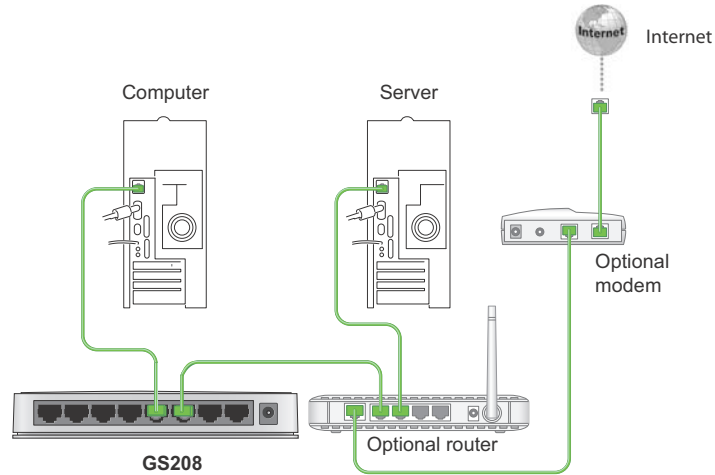 Internet
Internet
Computer
Server
Optional
modem
Optional router
GS208